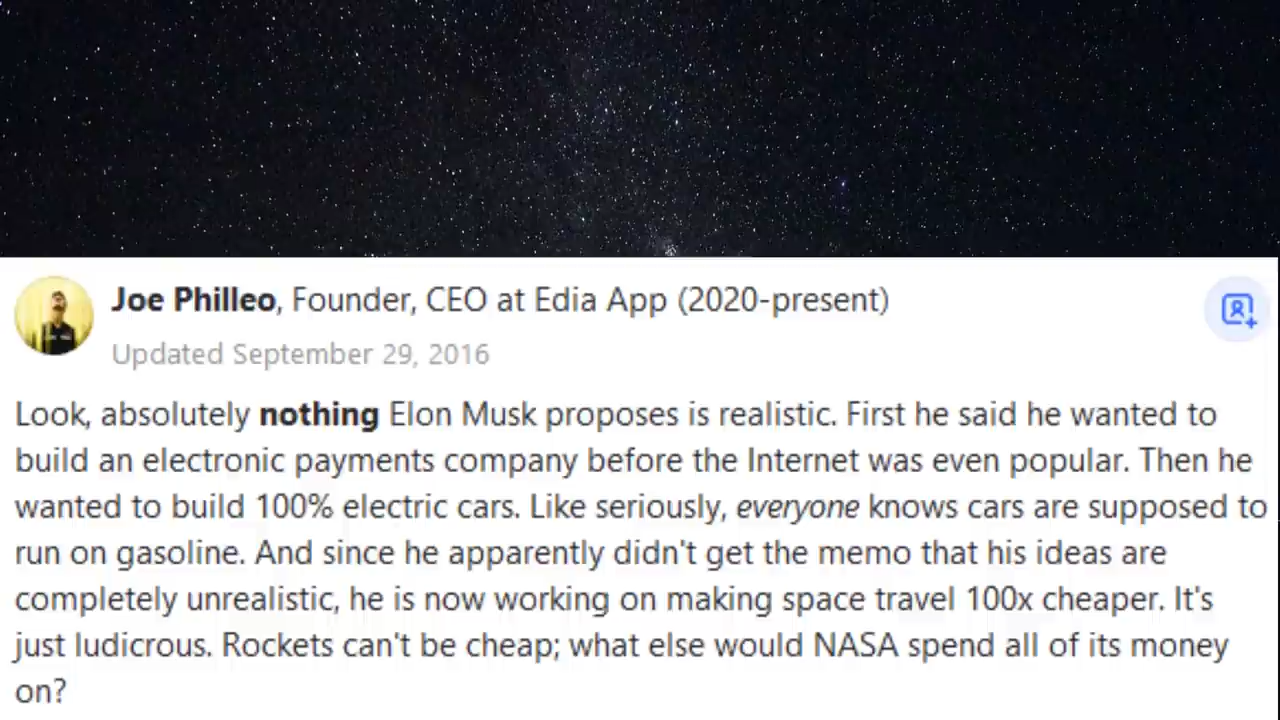 Joe Philleo, Founder, CEO at Edia App (2020-present)
Updated September 29, 2016
Look, absolutely nothing Elon Musk proposes is realistic. First he said he wanted to
build an electronic payments company before the Internet was even popular. Then he
wanted to build 100% electric cars. Like seriously, everyone knows cars are supposed to
run on gasoline. And since he apparently didn't get the memo that his ideas are
completely unrealistic, he is now working on making space travel 100x cheaper. It's
just ludicrous. Rockets can't be cheap; what else would NASA spend all of its money
on?